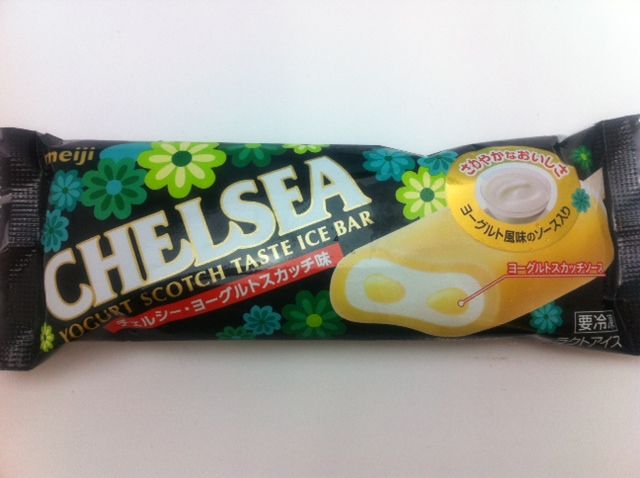 meiji
CHELSEA
YOGURT SCOTCH TASTE ICE BAR
チェルシー・ヨーグルトスカッチ味
さわやかなおいしさ
ヨーグルト風味のソース入り
ヨーグルトスカッチソース
要冷
ラクトアイス